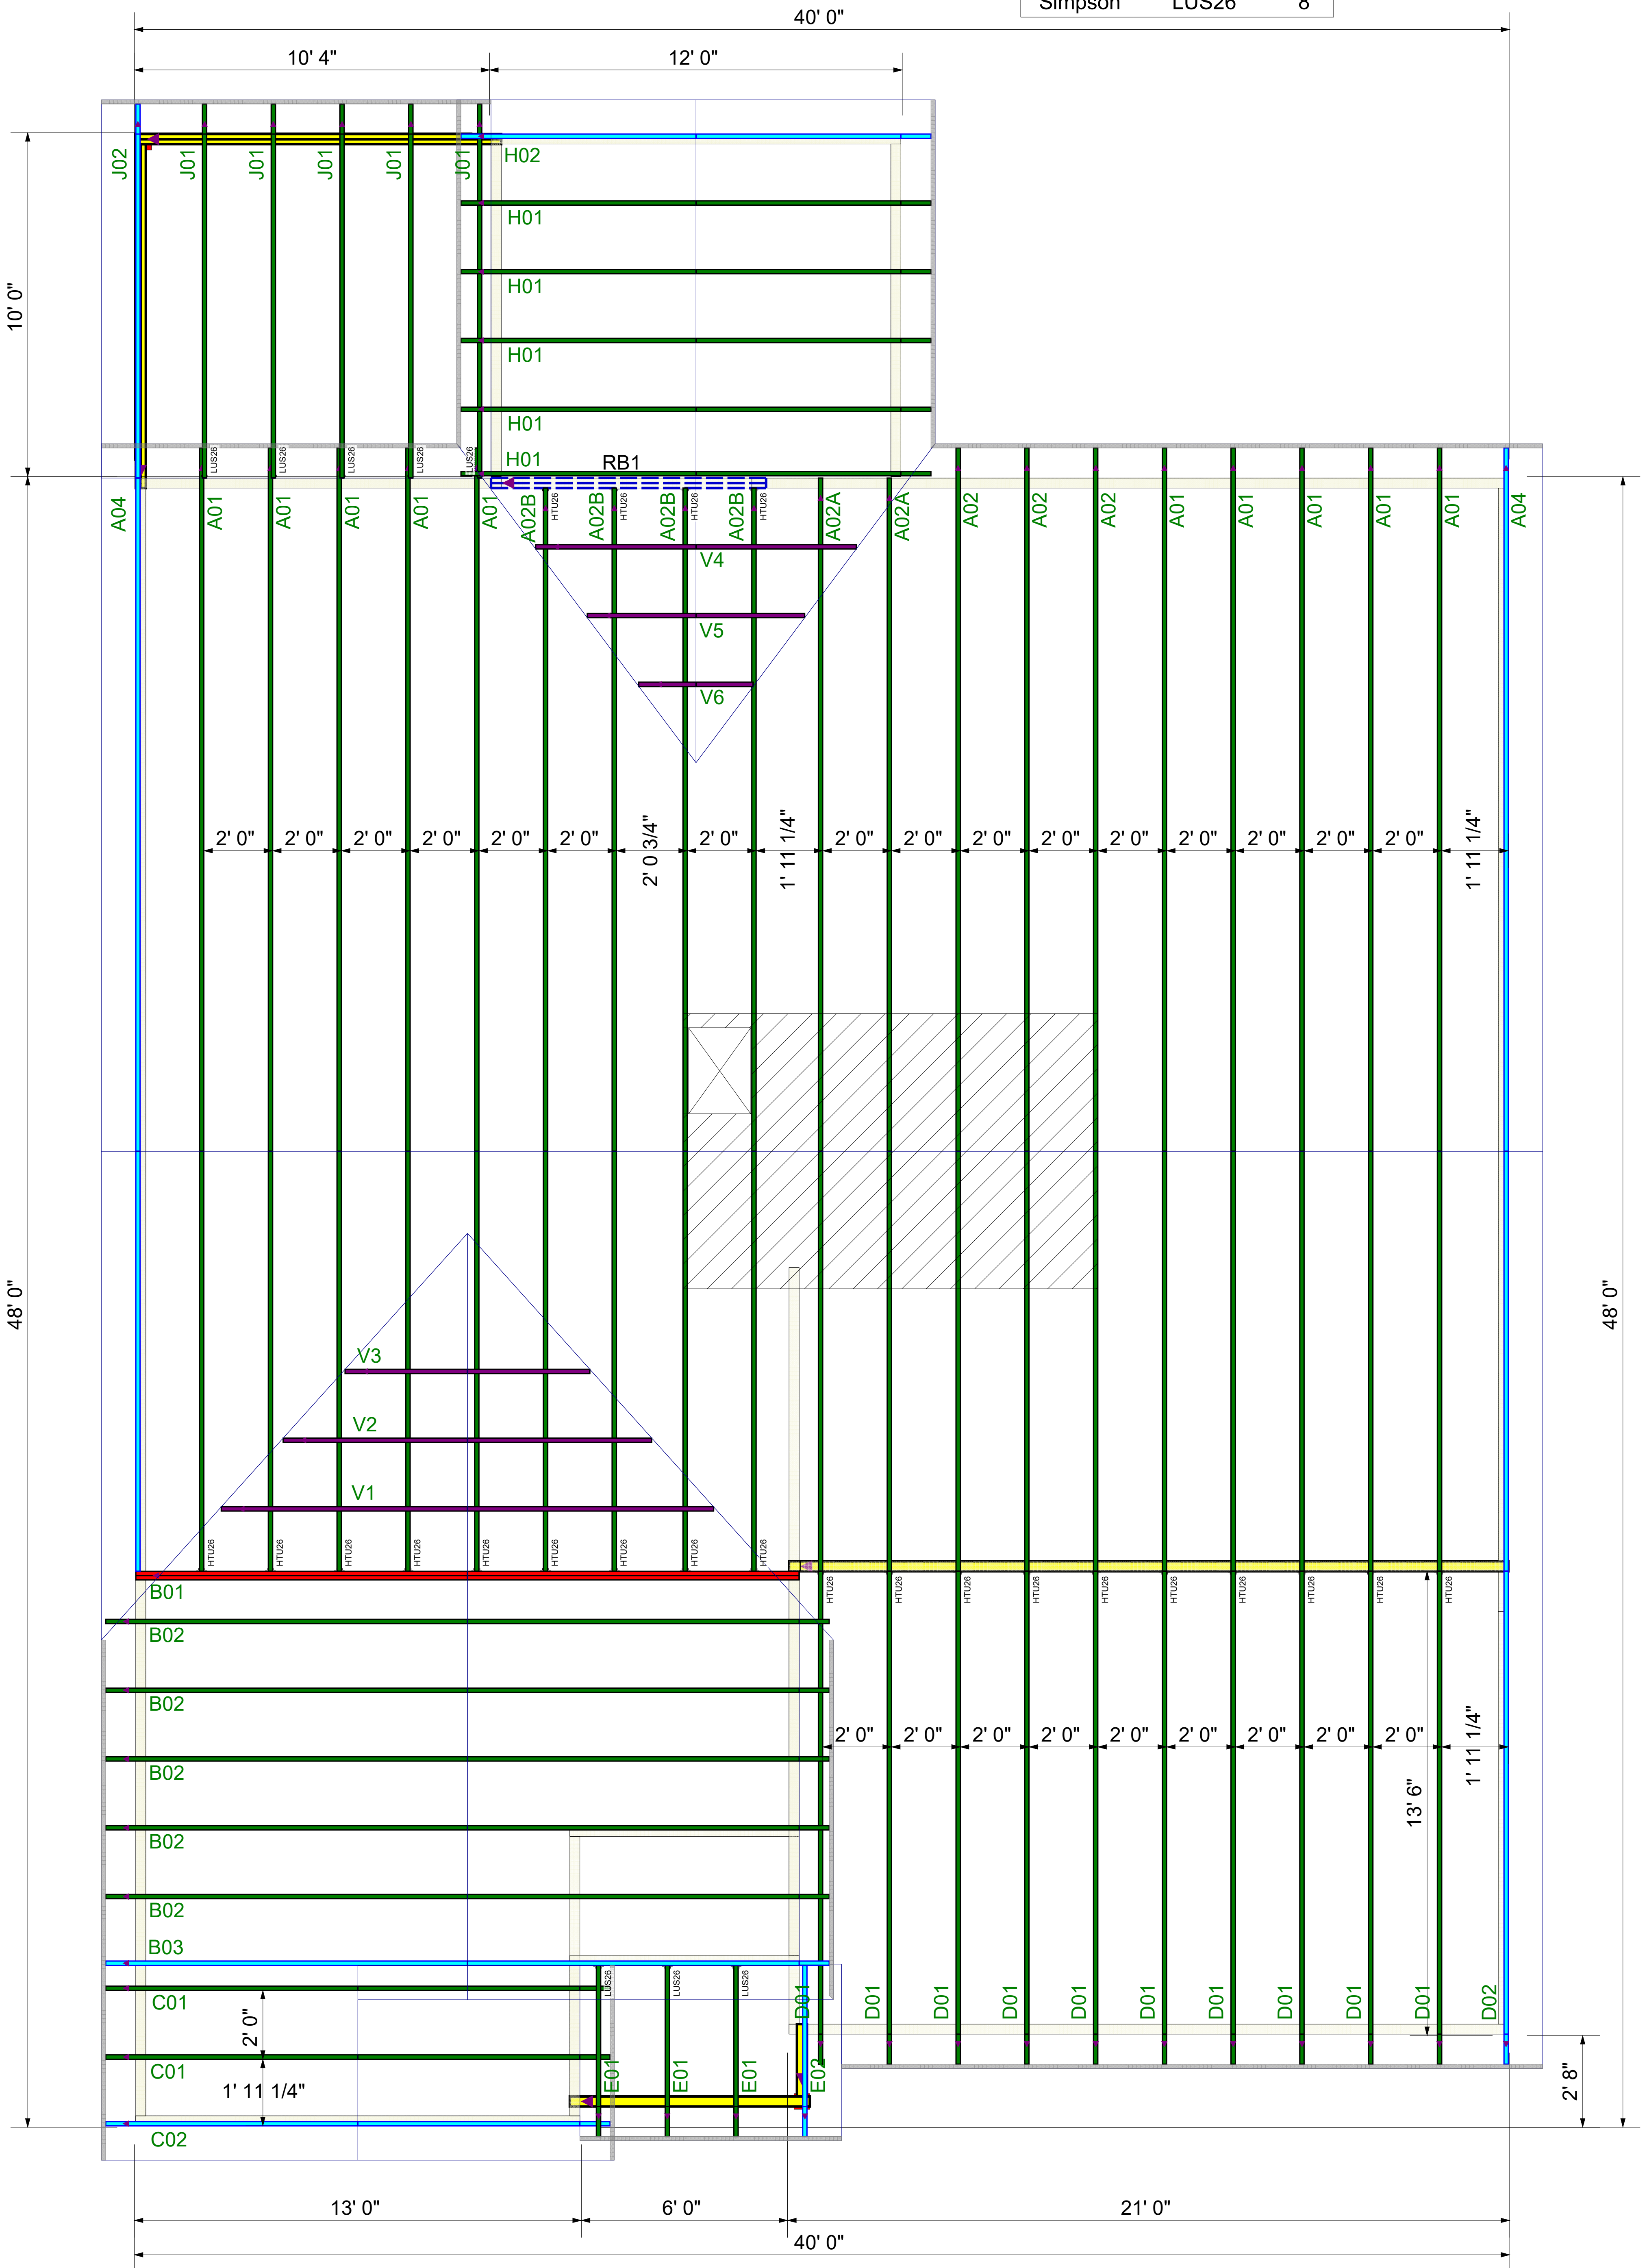 Simpson LUS26 8
40' 0"
10' 4" 12' 0"
J02 J01 J01 J01 J01 J01 H02
H01
H01
H01
H01
10' 0"
LUS26 LUS26 LUS26 LUS26 LUS26 H01 RB1
A04 A01 A01 A01 A01 A01 A02B A02B A02B A02B A02A A02A A02 A02 A02 A01 A01 A01 A01 A01 A04
HTU26 HTU26 HTU26 HTU26
V4
V5
V6
2' 0" 2' 0" 2' 0" 2' 0" 2' 0" 2' 0" 2' 0 3/4" 2' 0" 1' 11 1/4" 2' 0" 2' 0" 2' 0" 2' 0" 2' 0" 2' 0" 2' 0" 2' 0" 2' 0" 1' 11 1/4"
48' 0" 48' 0"
V3
V2
V1
HTU26 HTU26 HTU26 HTU26 HTU26 HTU26 HTU26 HTU26 HTU26
B01
HTU26 HTU26 HTU26 HTU26 HTU26 HTU26 HTU26 HTU26 HTU26 HTU26
B02
B02
2' 0" 2' 0" 2' 0" 2' 0" 2' 0" 2' 0" 2' 0" 2' 0" 2' 0" 1' 11 1/4"
B02
13' 6"
B02
B02
B03
LUS26 LUS26 LUS26
C01
D01 D01 D01 D01 D01 D01 D01 D01 D01 D01 D02
2' 0"
C01
E01 E01 E01 E02
1' 11 1/4"
2' 8"
C02
13' 0" 6' 0" 21' 0"
40' 0"